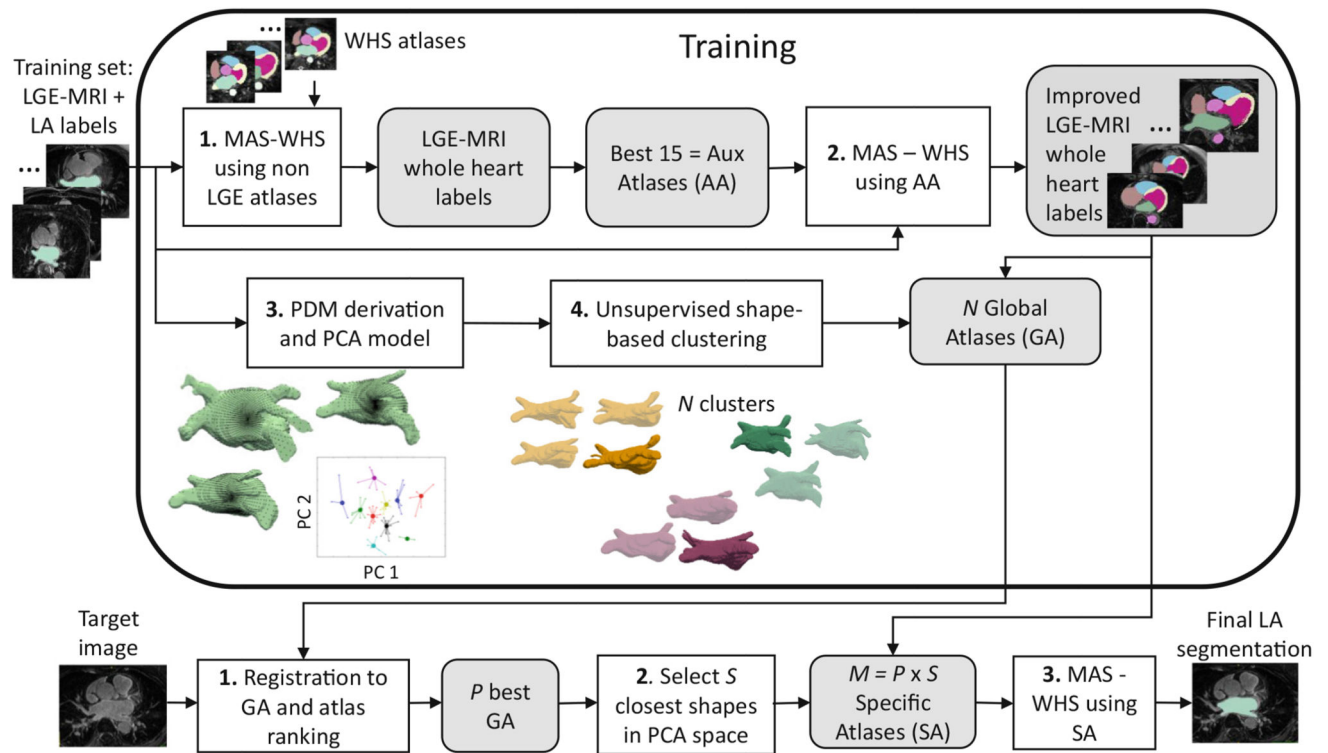 Training
WHS atlases
...
Training set:
LGE-MRI +
LA labels
...
1. MAS-WHS
using non
LGE atlases
LGE-MRI
whole heart
labels
Best 15 = Aux
Atlases (AA)
2. MAS – WHS
using AA
Improved
LGE-MRI
whole
heart
labels
...
3. PDM derivation
and PCA model
4. Unsupervised shape-
based clustering
N Global
Atlases (GA)
N clusters
PC 2
PC 1
Target
image
1. Registration to
GA and atlas
ranking
P best
GA
2. Select S
closest shapes
in PCA space
M = P x S
Specific
Atlases (SA)
3. MAS -
WHS using
SA
Final LA
segmentation